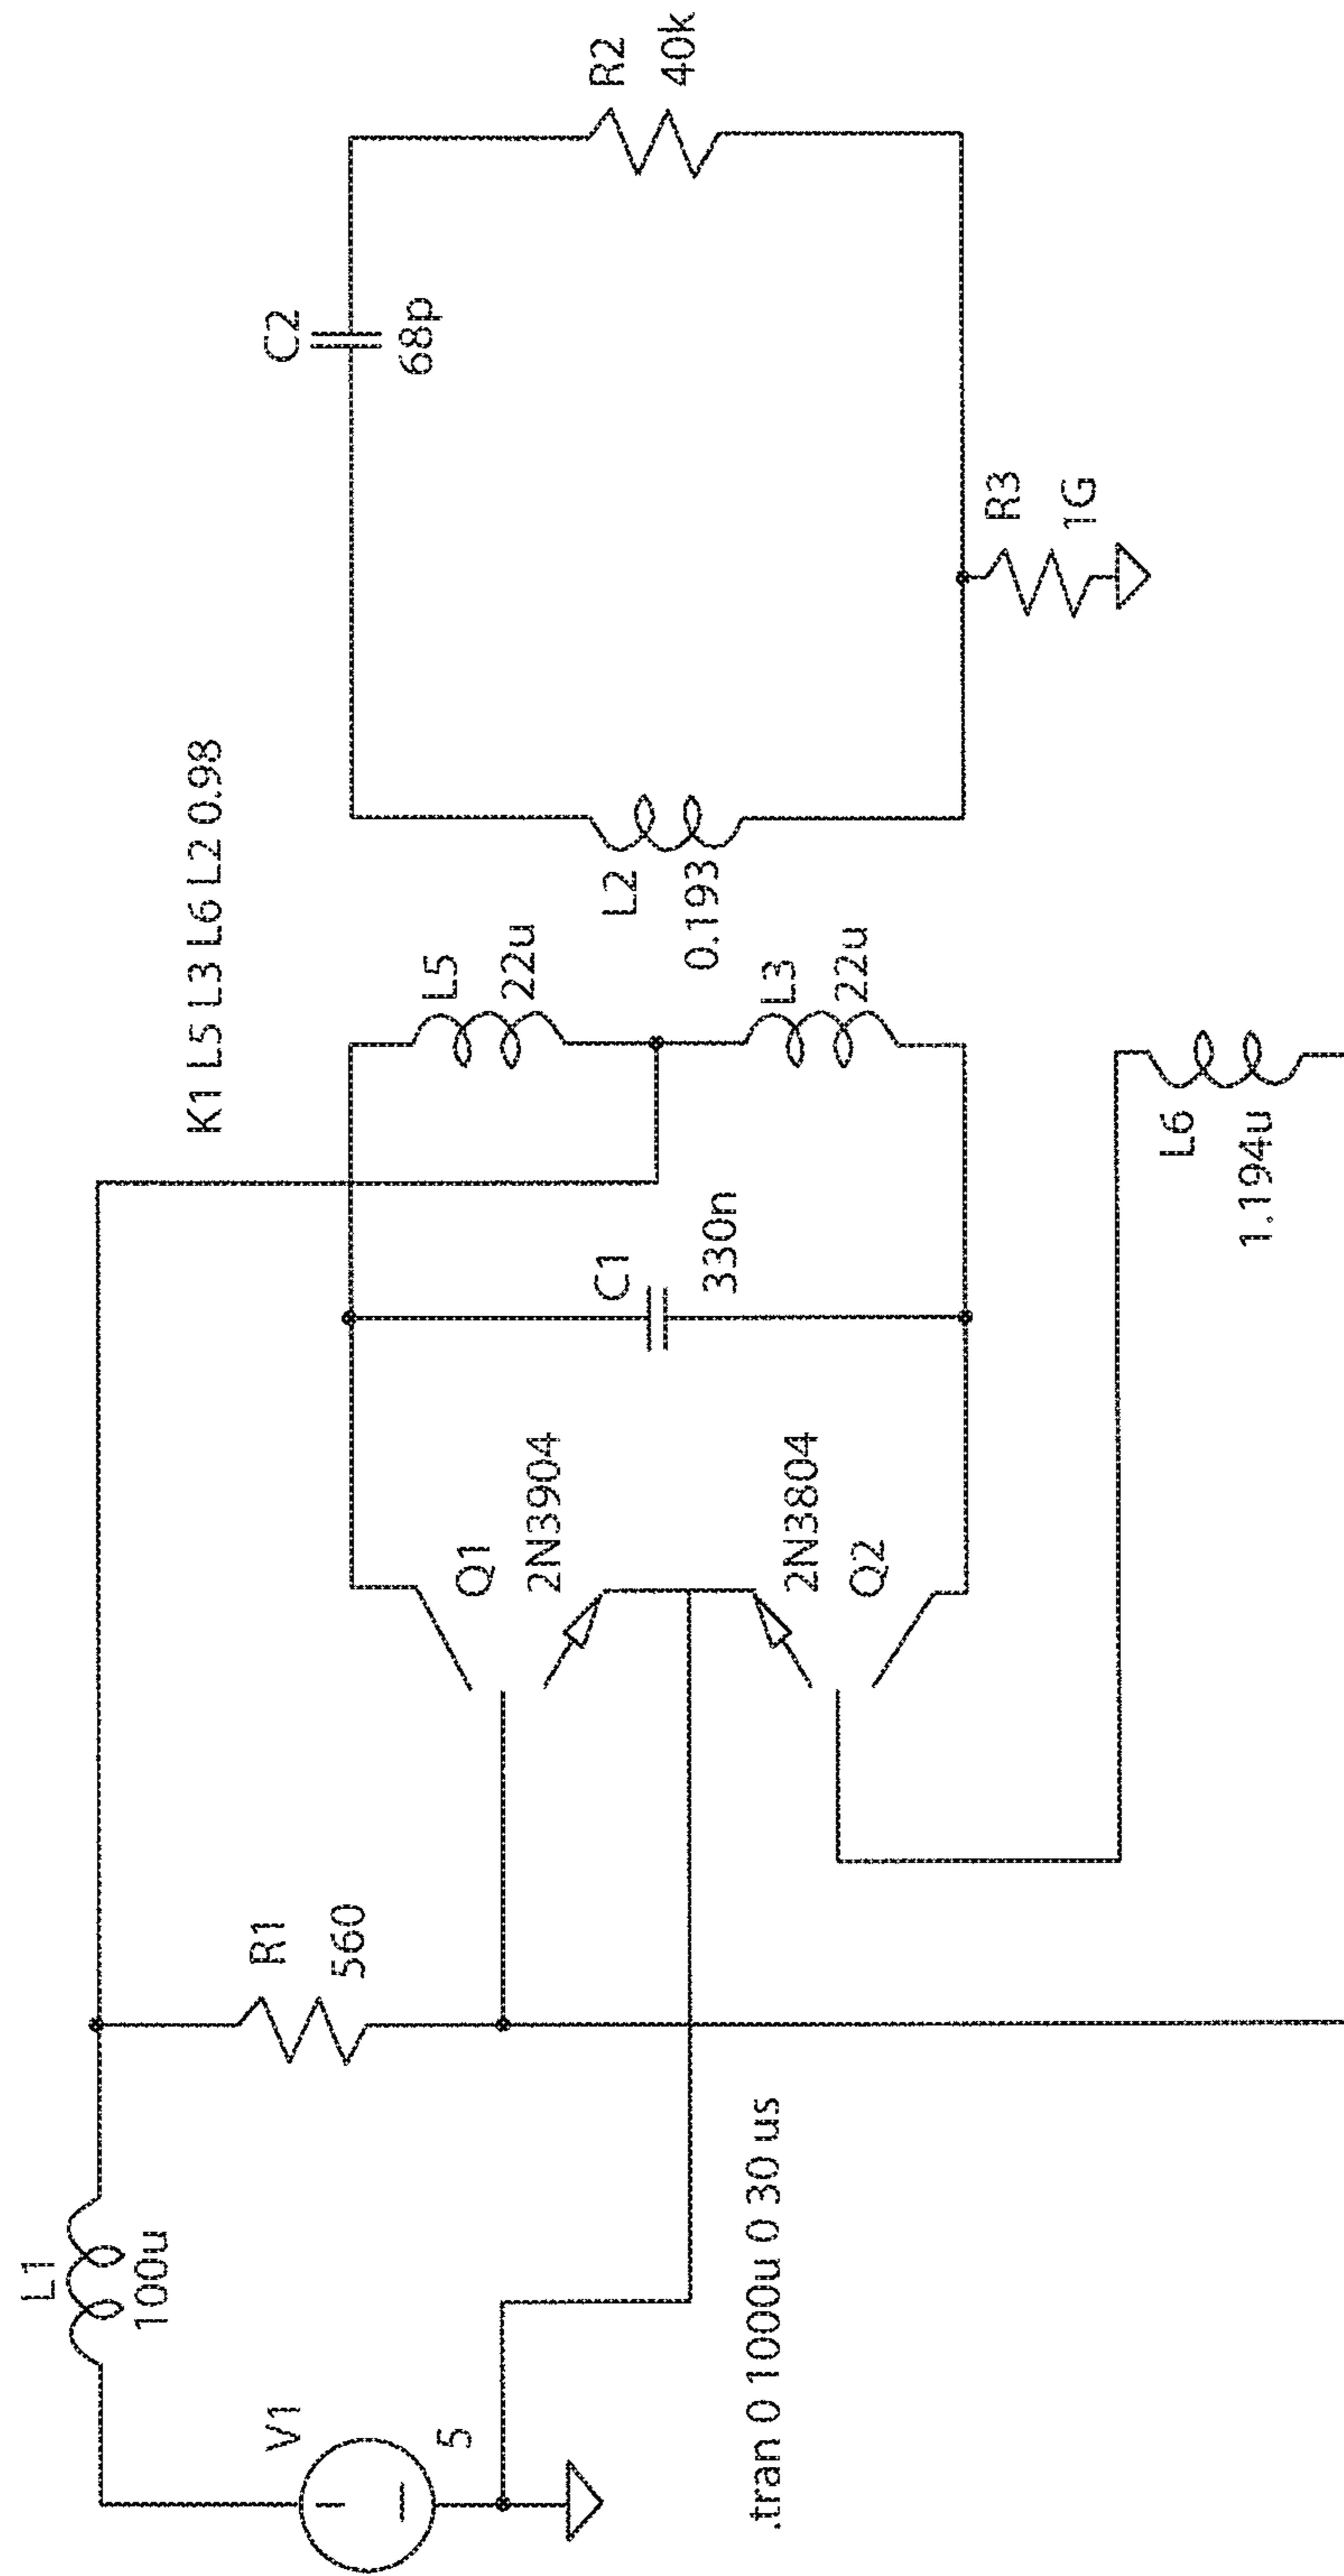 K1 L5 L3 L6 L2 0.98
L1
100u
V1
5
R1
560
Q1
2N3904
2N3804
Q2
C1
330n
L5
22u
L3
22u
L2
0.193
C2
68p
R2
40k
R3
1G
L6
1.194u
.tran 0 1000u 0 30 us